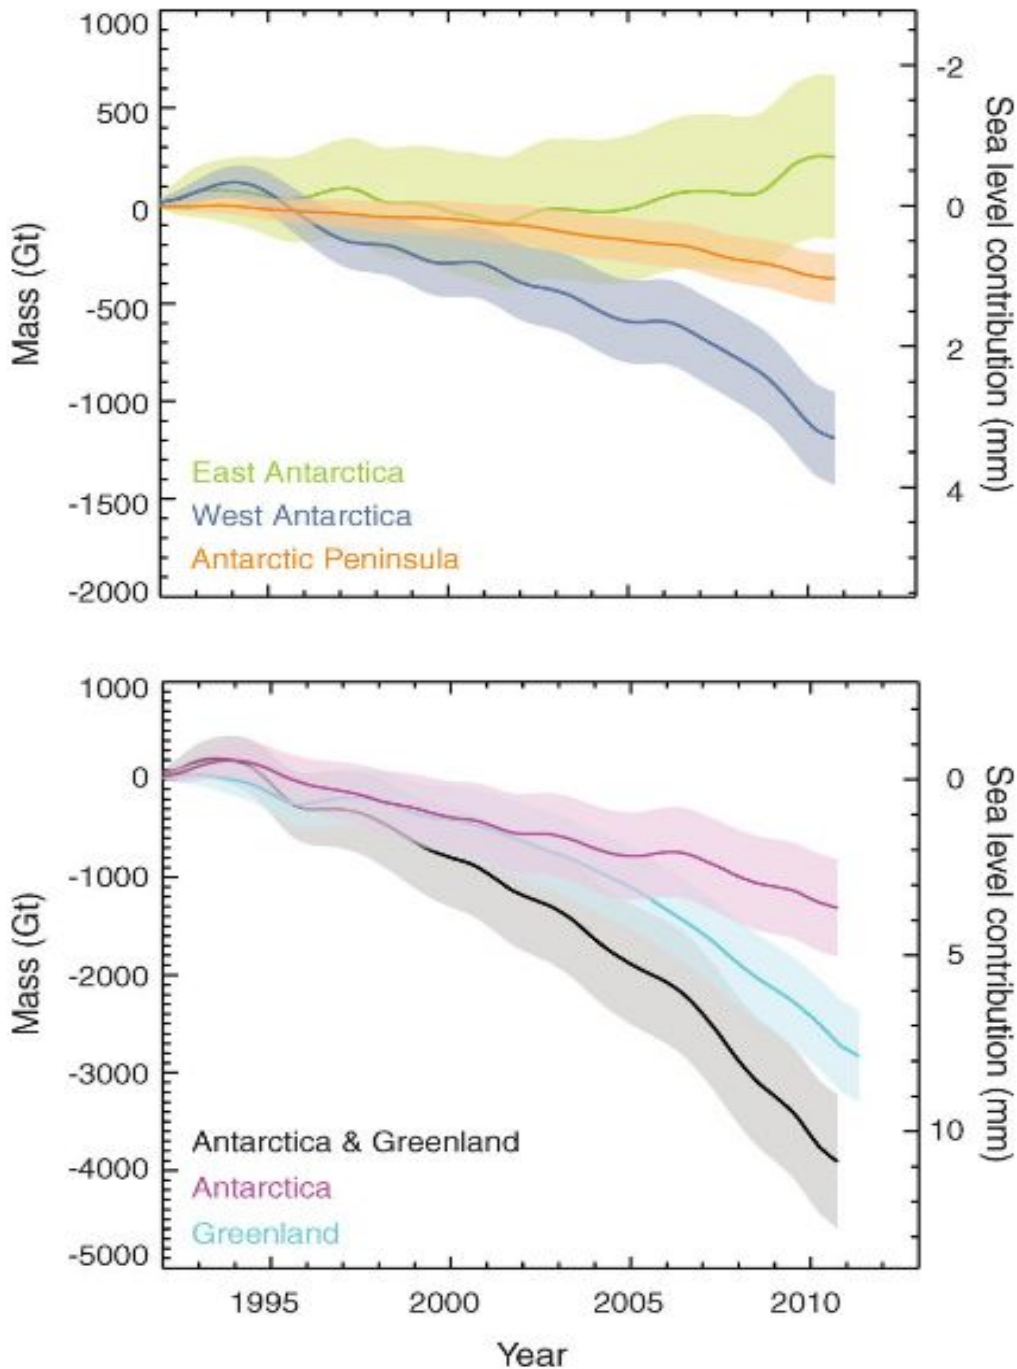 1000
500
0
-500
-1000
-1500
-2000
Mass (Gt)
-2
0
2
4
Sea level contribution (mm)
East Antarctica
West Antarctica
Antarctic Peninsula
1000
0
-1000
-2000
-3000
-4000
-5000
Mass (Gt)
0
5
10
Sea level contribution (mm)
Antarctica & Greenland
Antarctica
Greenland
1995 2000 2005 2010
Year